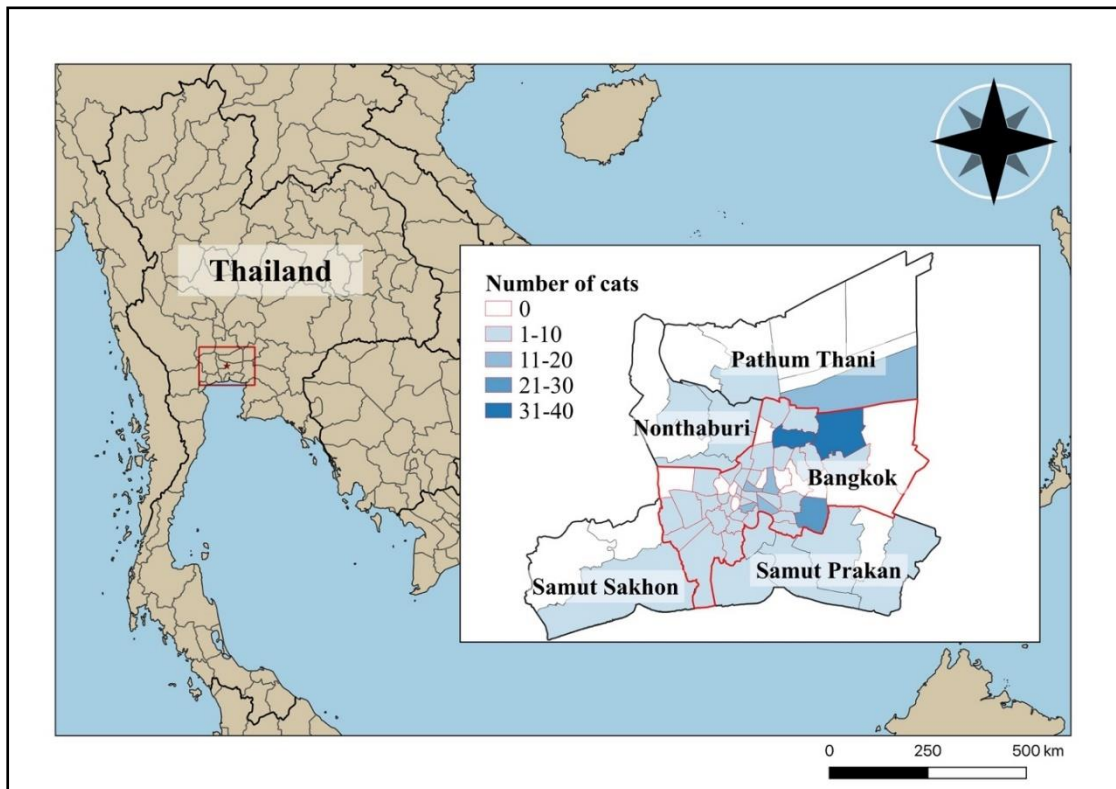 Thailand
Number of cats
0
1-10
11-20
21-30
31-40
Pathum Thani
Nonthaburi
Bangkok
Samut Prakan
Samut Sakhon
0 250 500 km